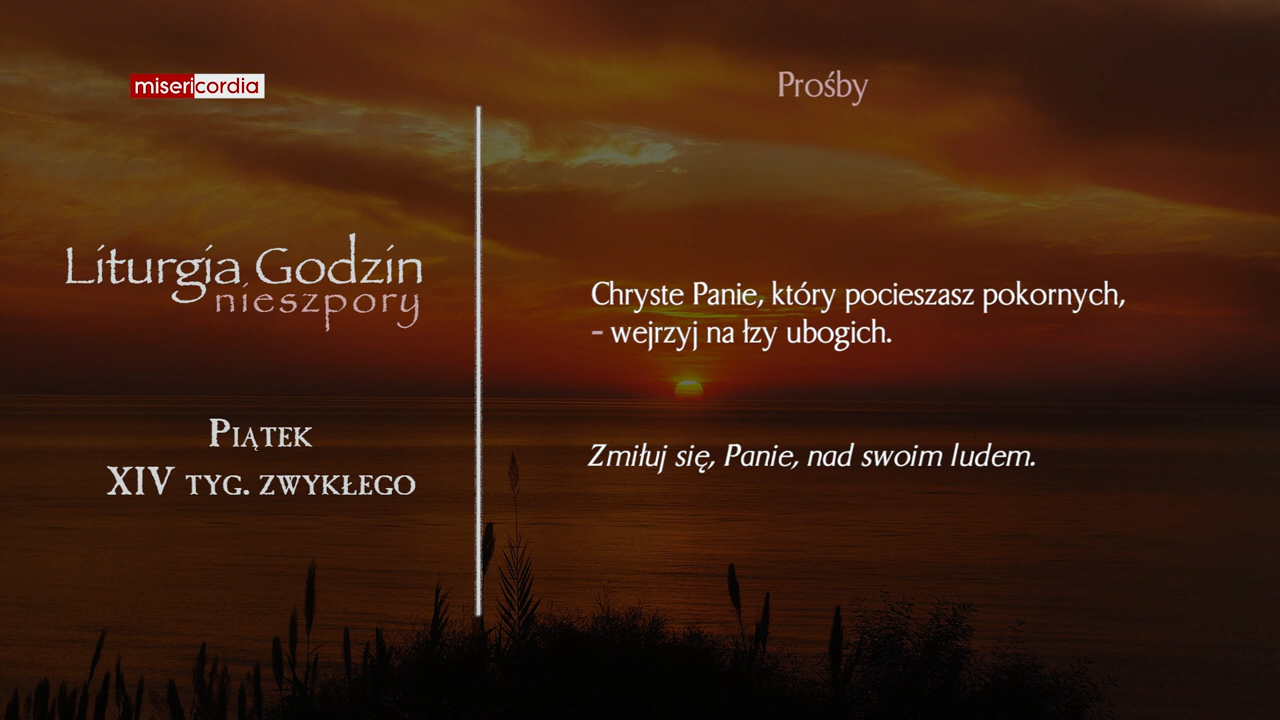 misericordia
Liturgia Godzin
nieszpory
Piątek
XIV tyg. zwykłego
Prośby
Chryste Panie, który pocieszasz pokornych,
– wejrzyj na łzy ubogich.
Zmiłuj się, Panie, nad swoim ludem.